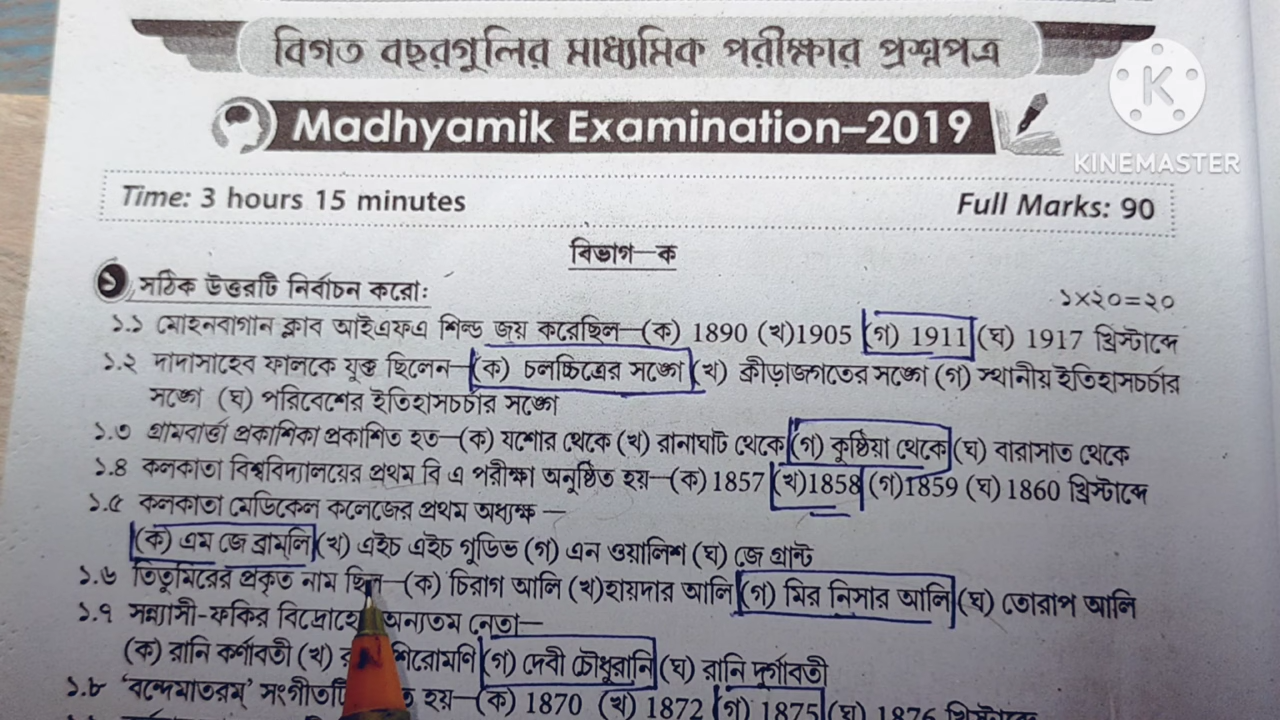 বিগত বছরগুলির মাধ্যমিক পরীক্ষার প্রশ্নপত্র
Madhyamik Examination–2019
KINEMASTER
Time: 3 hours 15 minutes Full Marks: 90
বিভাগ—ক
১ সঠিক উত্তরটি নির্বাচন করো: ১×২০=২০
১.১ মোহনবাগান ক্লাব আইএফএ শিল্ড জয় করেছিল—(ক) 1890 (খ)1905 (গ) 1911 (ঘ) 1917 খ্রিস্টাব্দে
১.২ দাদাসাহেব ফালকে যুক্ত ছিলেন—(ক) চলচ্চিত্রের সঙ্গে (খ) ক্রীড়াজগতের সঙ্গে (গ) স্থানীয় ইতিহাসচর্চার
সঙ্গে (ঘ) পরিবেশের ইতিহাসচর্চার সঙ্গে
১.৩ গ্রামবার্ত্তা প্রকাশিকা প্রকাশিত হত—(ক) যশোর থেকে (খ) রানাঘাট থেকে (গ) কুষ্ঠিয়া থেকে (ঘ) বারাসাত থেকে
১.৪ কলকাতা বিশ্ববিদ্যালয়ের প্রথম বি এ পরীক্ষা অনুষ্ঠিত হয়—(ক) 1857 (খ)1858 (গ)1859 (ঘ) 1860 খ্রিস্টাব্দে
১.৫ কলকাতা মেডিকেল কলেজের প্রথম অধ্যক্ষ —
(ক) এম জে ব্রাম্‌লি (খ) এইচ এইচ গুডিভ (গ) এন ওয়ালিশ (ঘ) জে গ্রান্ট
১.৬ তিতুমিরের প্রকৃত নাম ছিল—(ক) চিরাগ আলি (খ)হায়দার আলি (গ) মির নিসার আলি (ঘ) তোরাপ আলি
১.৭ সন্ন্যাসী-ফকির বিদ্রোহের অন্যতম নেতা—
(ক) রানি কর্ণাবতী (খ) শিরোমণি (গ) দেবী চৌধুরানি (ঘ) রানি দুর্গাবতী
১.৮ 'বন্দেমাতরম্' সংগীতটি হয়—(ক) 1870 (খ) 1872 (গ) 1875 (ঘ) 1876 খ্রিস্টাব্দে